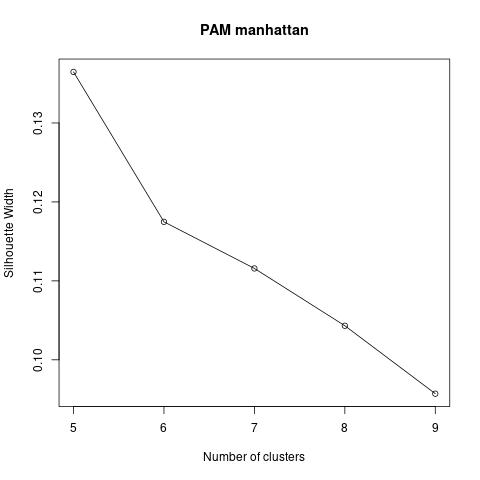 PAM manhattan
Silhouette Width
0.13
0.12
0.11
0.10
5 6 7 8 9
Number of clusters